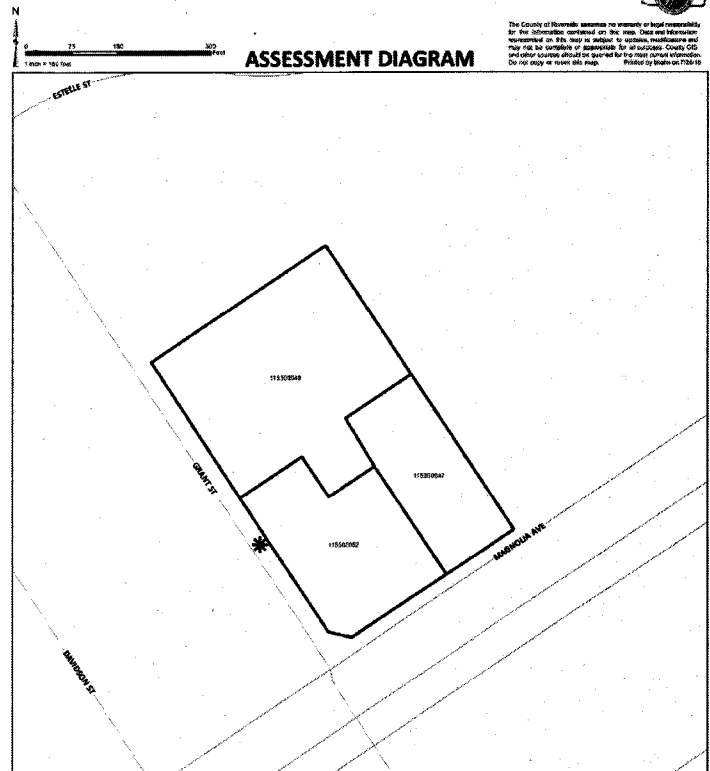 N
0 75 150 300
Feet
1 inch = 150 feet
ASSESSMENT DIAGRAM
The County of Riverside assumes no warranty or legal responsibility
for the information contained on this map. Data and information
represented on this map is subject to updates, modifications and
may not be complete or appropriate for all purposes. County GIS
and other sources should be queried for the most current information.
Do not copy or resell this map.
ESTELLE ST
GRANT ST
MAGNOLIA AVE
DAVIDSON ST